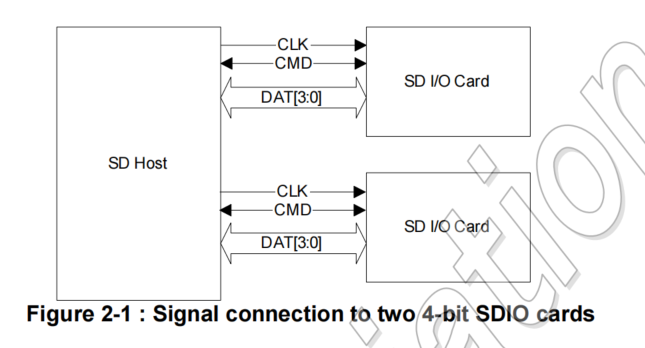 CLK
CMD
DAT[3:0]
SD I/O Card
SD Host
CLK
CMD
DAT[3:0]
SD I/O Card
Figure 2-1 : Signal connection to two 4-bit SDIO cards